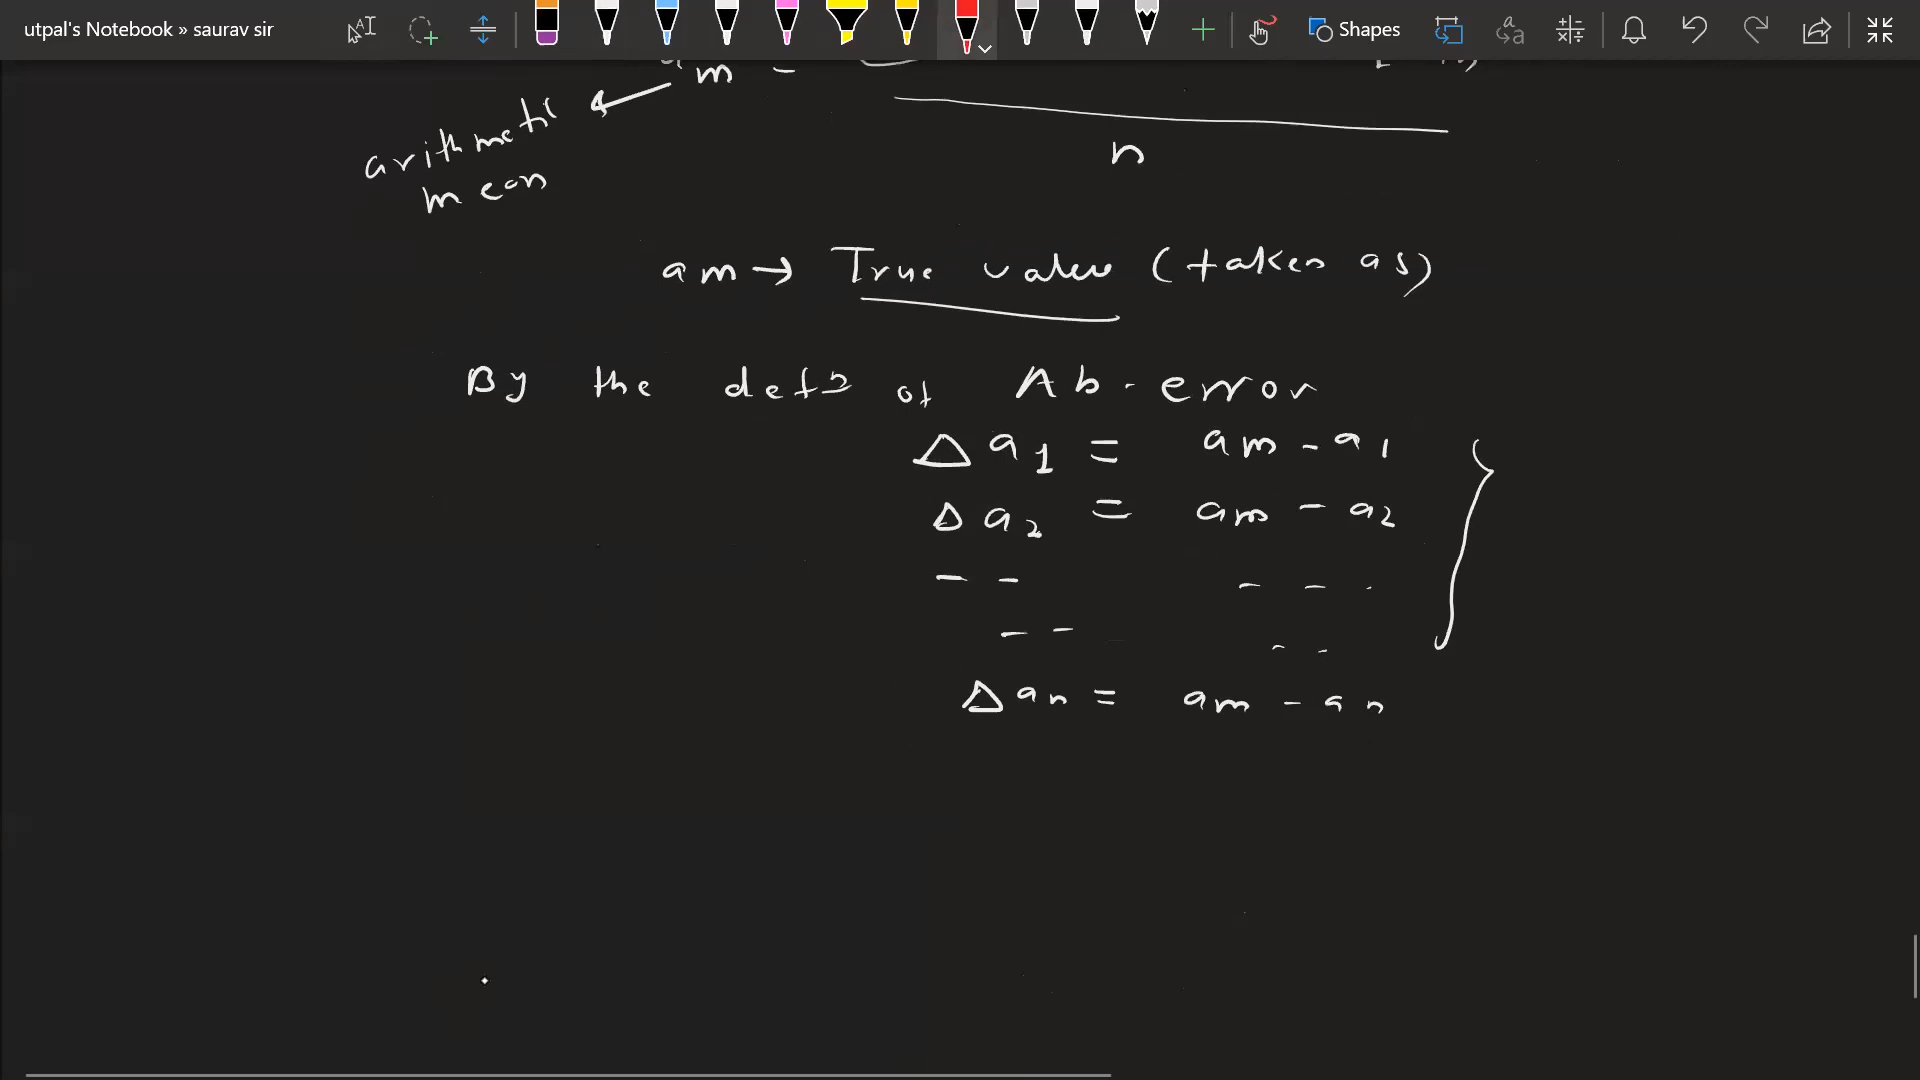 utpal's Notebook » saurav sir
Shapes
m =
arithmetic
mean
n
am → True value (taken as)
By the defn of Ab. error
Δa1 = am - a1
Δa2 = am - a2
- - - - .
- - - -
Δan = am - an